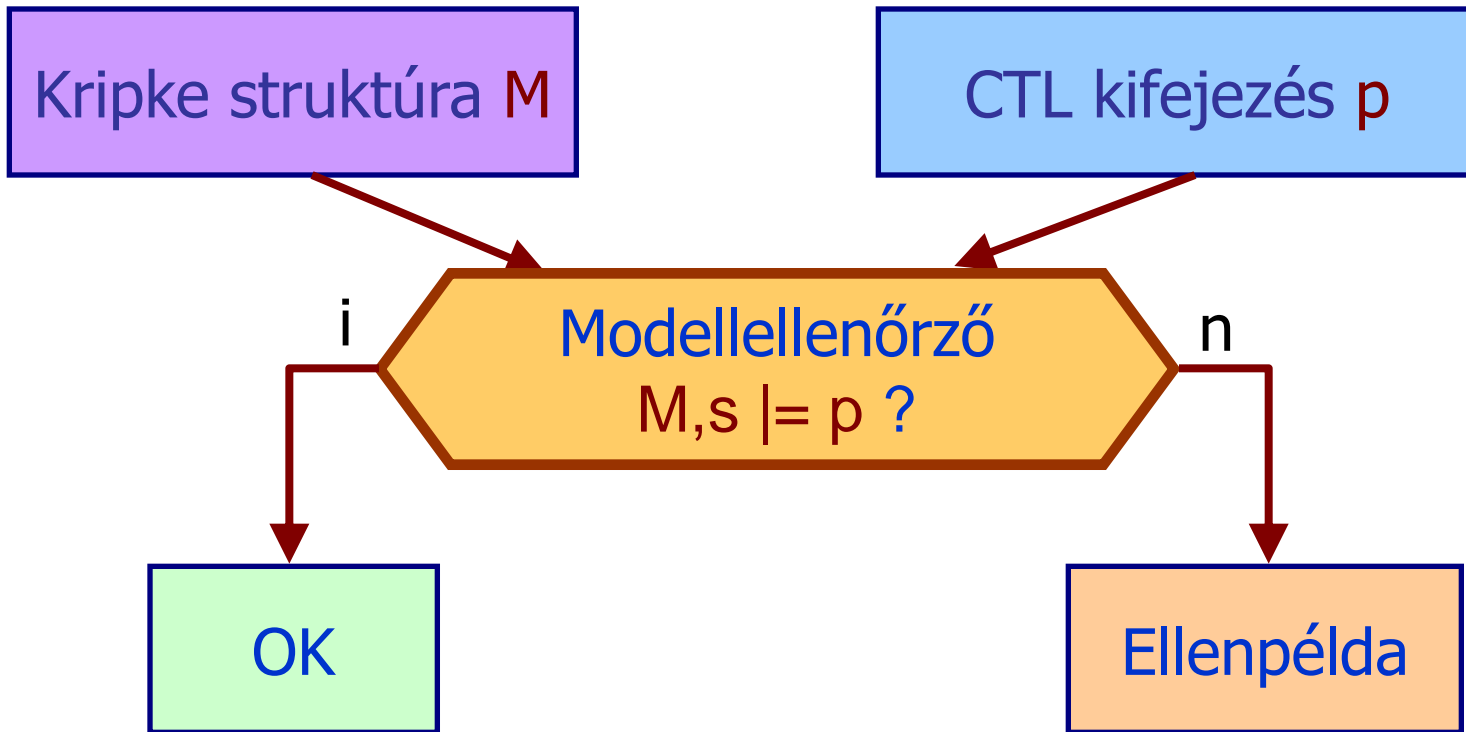 Kripke struktúra M
CTL kifejezés p
i
Modellellenőrző
n
M,s |= p ?
OK
Ellenpélda